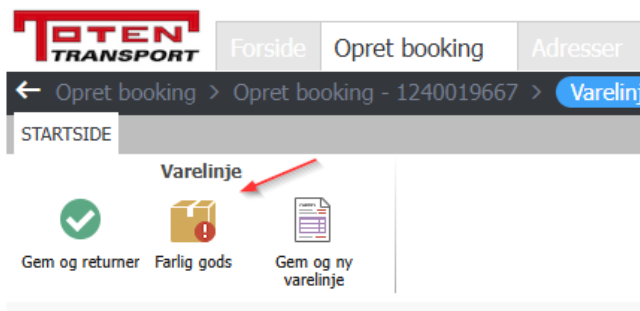 TOTEN
TRANSPORT
Forside Opret booking Adresser
Opret booking > Opret booking - 1240019667 > Varelinj
STARTSIDE
Varelinje
Gem og returner Farlig gods Gem og ny
varelinje